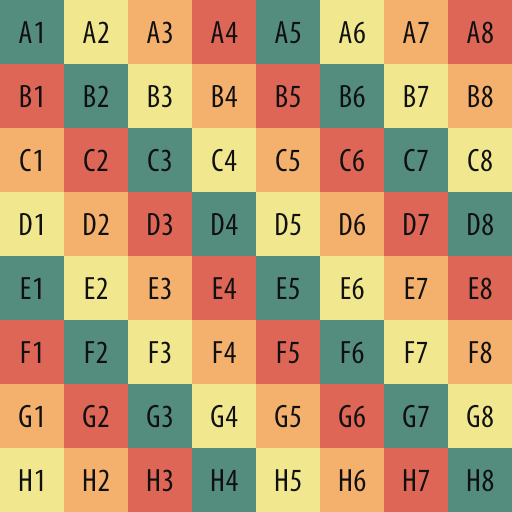 A1 A2 A3 A4 A5 A6 A7 A8
B1 B2 B3 B4 B5 B6 B7 B8
C1 C2 C3 C4 C5 C6 C7 C8
D1 D2 D3 D4 D5 D6 D7 D8
E1 E2 E3 E4 E5 E6 E7 E8
F1 F2 F3 F4 F5 F6 F7 F8
G1 G2 G3 G4 G5 G6 G7 G8
H1 H2 H3 H4 H5 H6 H7 H8